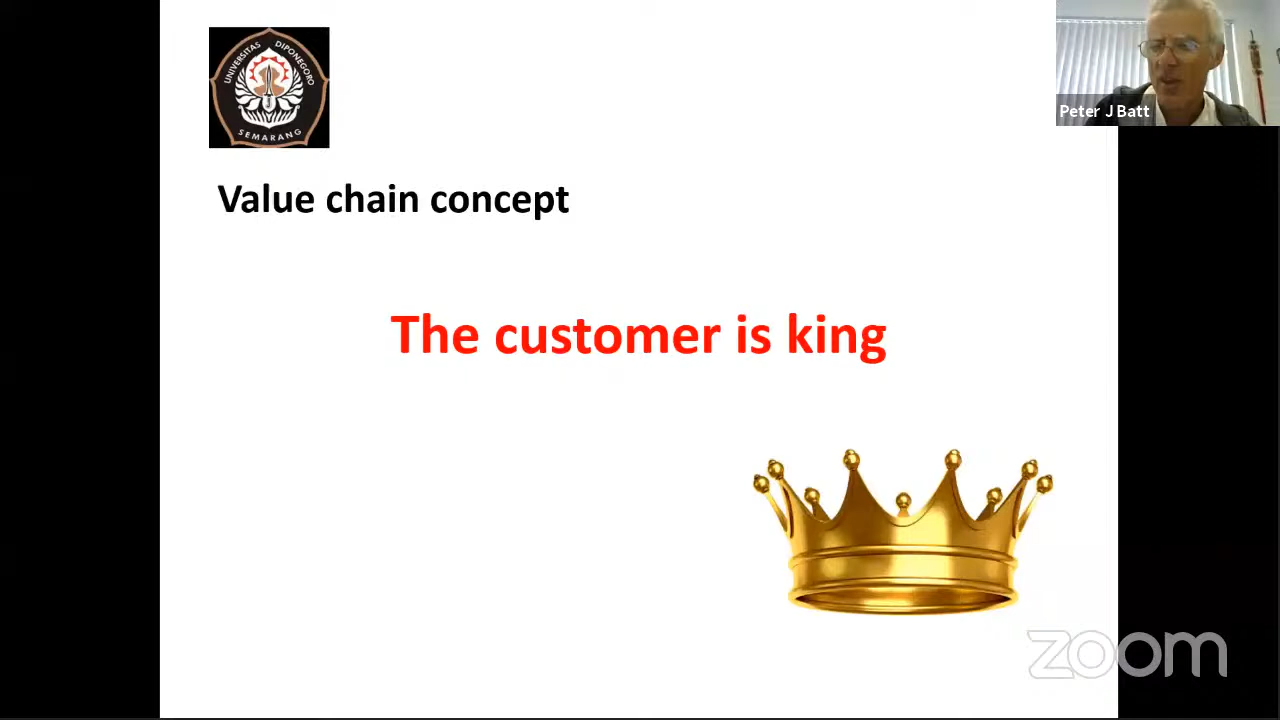 UNIVERSITAS DIPONEGORO
SEMARANG
Peter J Batt
Value chain concept
The customer is king
zoom